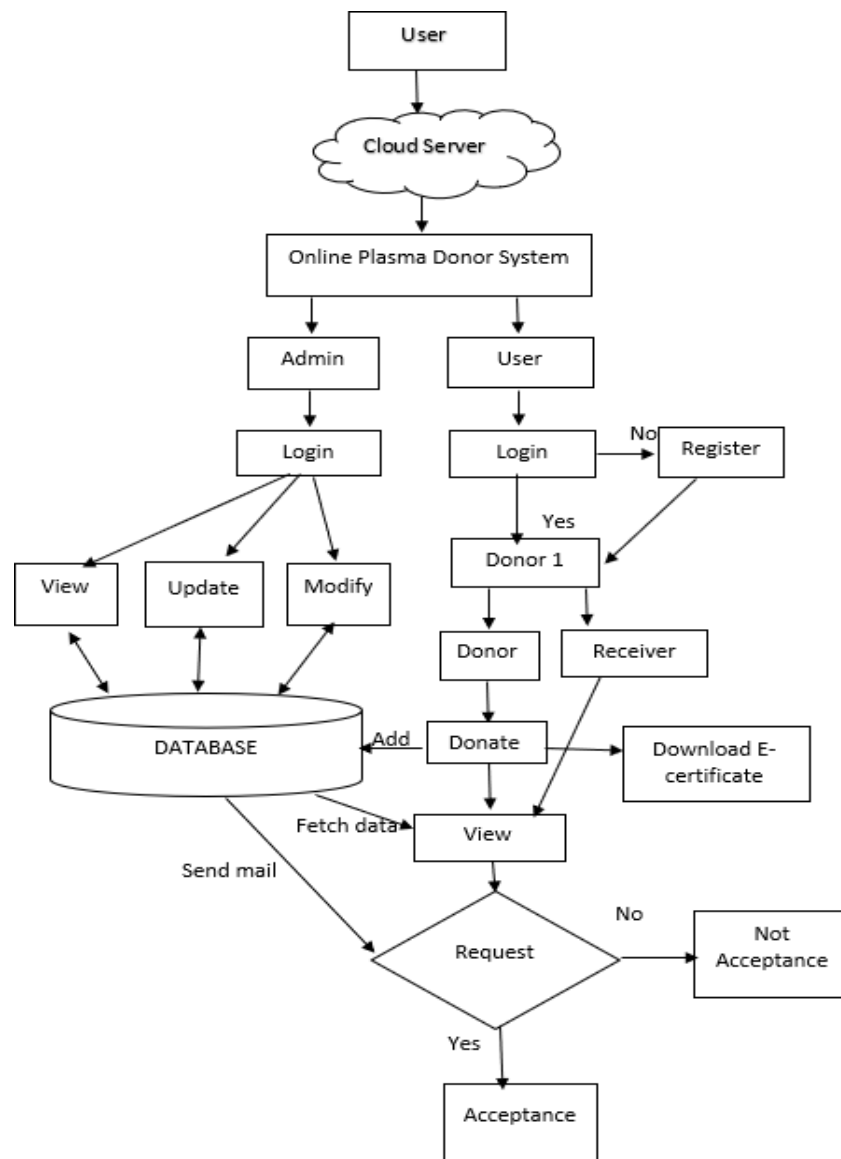 User
Cloud Server
Online Plasma Donor System
Admin
User
Login
Login
No
Register
Yes
Donor 1
View
Update
Modify
Donor
Receiver
DATABASE
Add
Donate
Download E-
certificate
Fetch data
View
Send mail
Request
No
Not
Acceptance
Yes
Acceptance